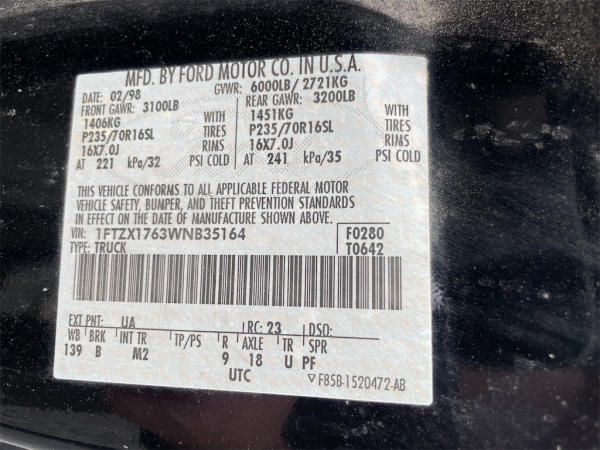 MFD. BY FORD MOTOR CO. IN U.S.A.
DATE: 02/98 GVWR: 6000LB/ 2721KG
FRONT GAWR: 3100LB REAR GAWR: 3200LB
1406KG WITH 1451KG WITH
P235/70R16SL TIRES P235/70R16SL TIRES
16X7.0J RIMS 16X7.0J RIMS
AT 221 kPa/32 PSI COLD AT 241 kPa/35 PSI COLD
THIS VEHICLE CONFORMS TO ALL APPLICABLE FEDERAL MOTOR
VEHICLE SAFETY, BUMPER, AND THEFT PREVENTION STANDARDS
IN EFFECT ON THE DATE OF MANUFACTURE SHOWN ABOVE.
VIN: 1FTZX1763WNB35164 F0280
TYPE: TRUCK T0642
EXT PNT: UA RC: 23 DSO:
WB BRK INT TR TP/PS R AXLE TR SPR
139 B M2 9 18 U PF
UTC F85B-1520472-AB